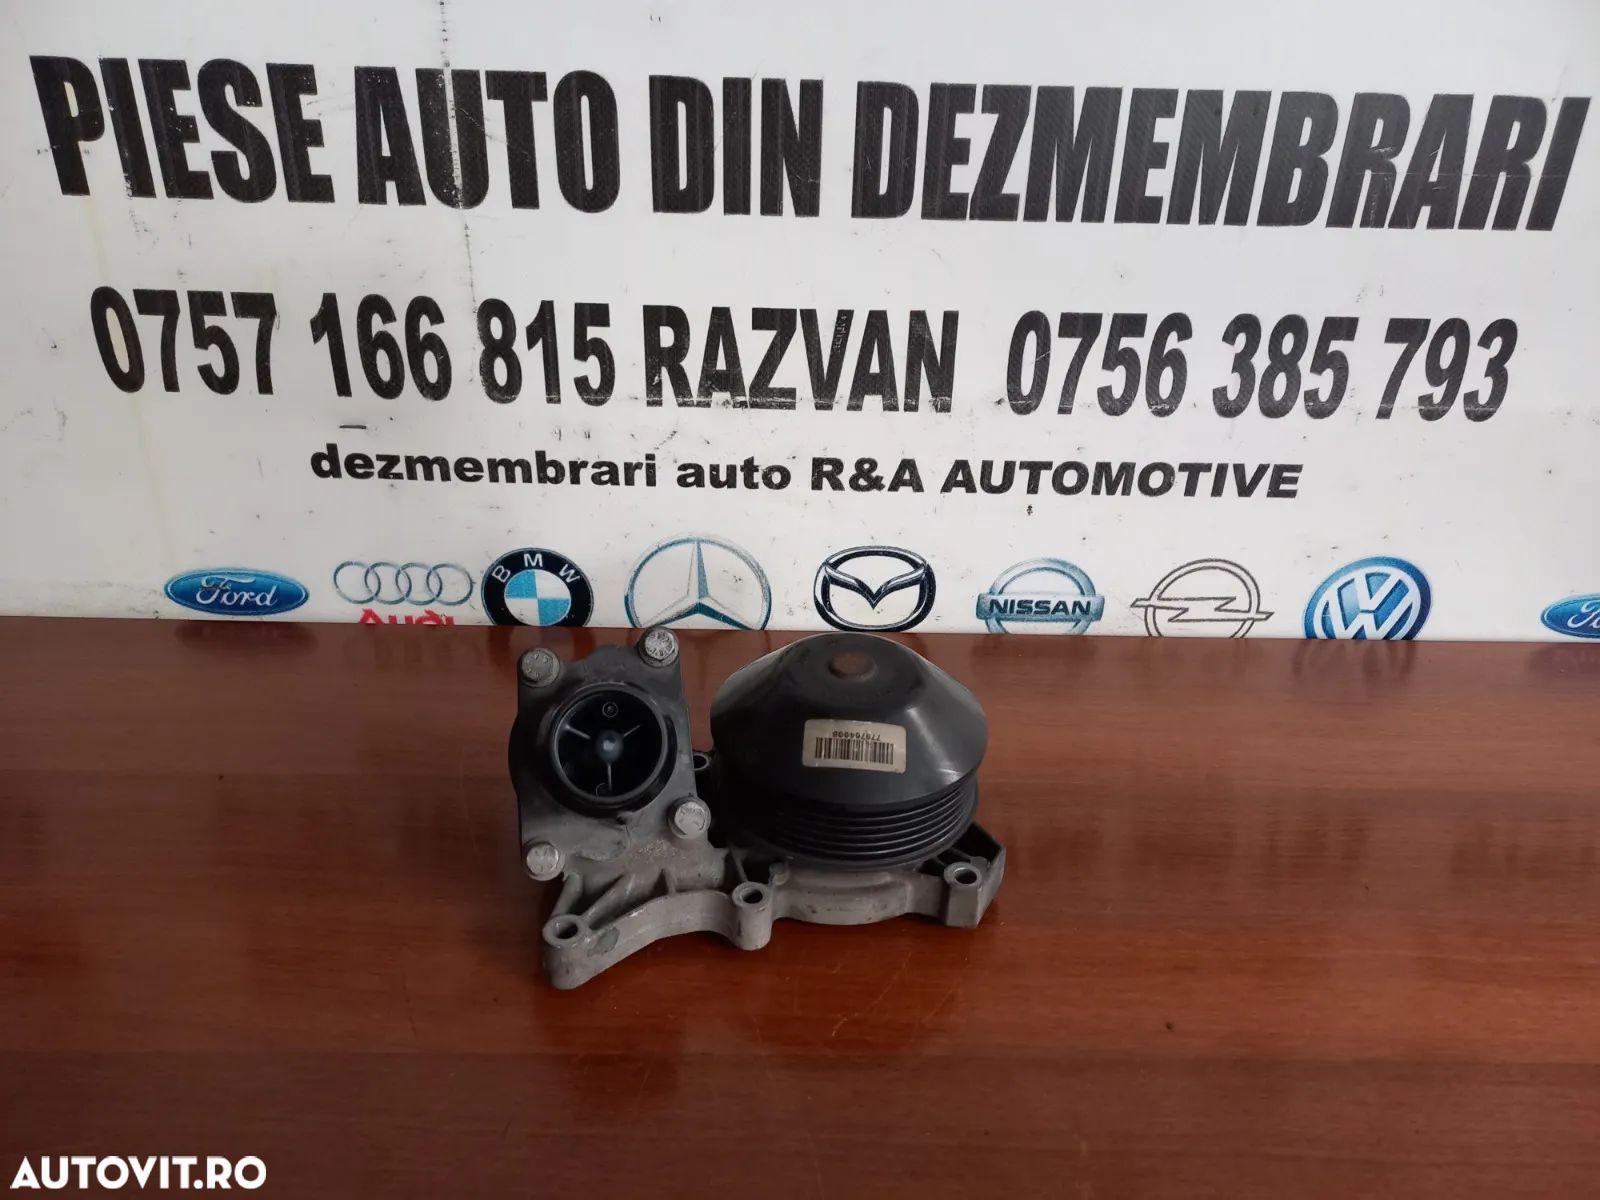 PIESE AUTO DIN DEZMEMBRARI
0757 166 815 RAZVAN 0756 385 793
dezmembrari auto R&A AUTOMOTIVE
Ford
Audi
BMW
NISSAN
AUTOVIT.RO